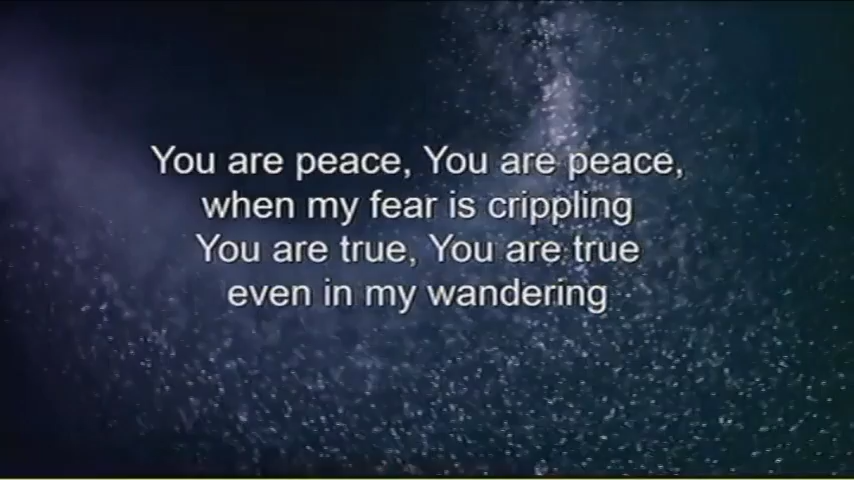 You are peace, You are peace,
when my fear is crippling
You are true, You are true
even in my wandering